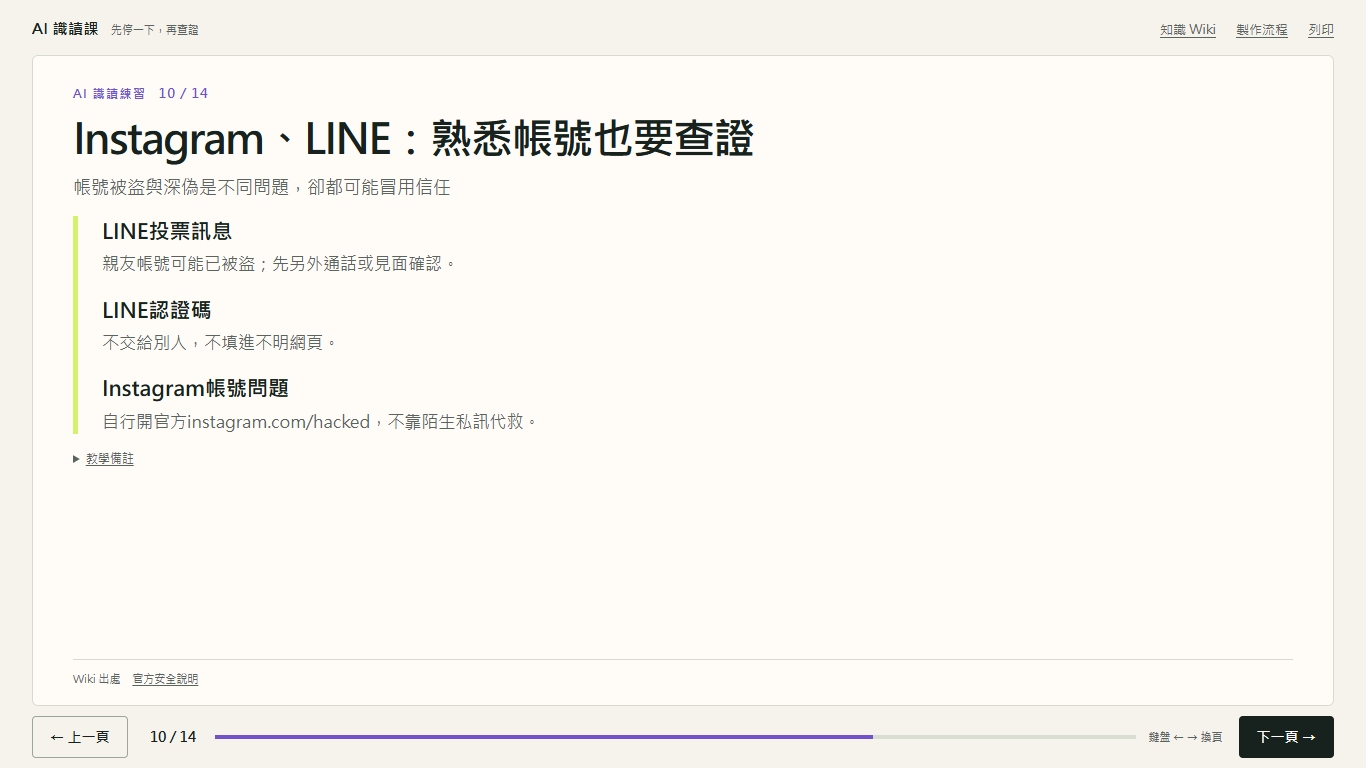 AI 識讀課 先停一下，再查證
知識 Wiki 製作流程 列印
AI 識讀練習 10 / 14
Instagram、LINE：熟悉帳號也要查證
帳號被盜與深偽是不同問題，卻都可能冒用信任
LINE投票訊息
親友帳號可能已被盜；先另外通話或見面確認。
LINE認證碼
不交給別人，不填進不明網頁。
Instagram帳號問題
自行開官方instagram.com/hacked，不靠陌生私訊代救。
▶ 教學備註
Wiki 出處 官方安全說明
← 上一頁 10 / 14 鍵盤 ← → 換頁 下一頁 →